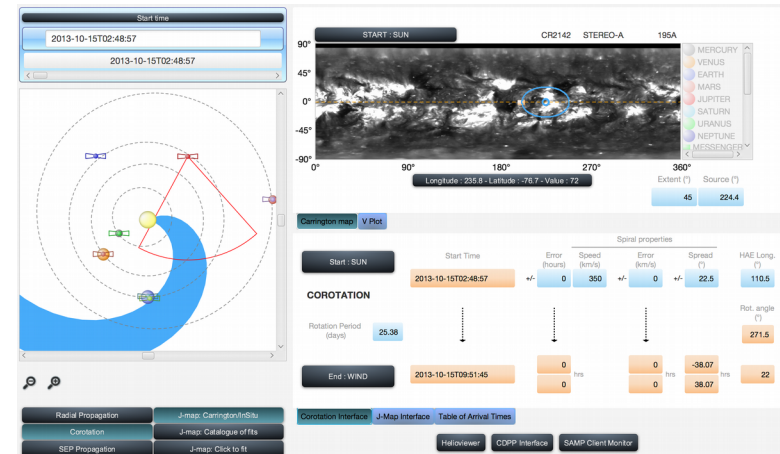 Start time
2013-10-15T02:48:57
2013-10-15T02:48:57
START : SUN
CR2142 STEREO-A 195A
90°
45°
0°
-45°
-90°
0° 90° 180° 270° 360°
MERCURY
VENUS
EARTH
MARS
JUPITER
SATURN
URANUS
NEPTUNE
MESSENGER
Longitude : 235.8 - Latitude : -76.7 - Value : 72
Extent (°) Source (°)
45 224.4
Carrington map V Plot
Spiral properties
Start : SUN
Start Time
Error (hours)
Speed (km/s)
Error (km/s)
Spread (°)
HAE Long. (°)
2013-10-15T02:48:57 +/- 0 350 +/- 0 +/- 22.5 110.5
COROTATION
Rot. angle (°)
271.5
Rotation Period (days)
25.38
End : WIND
2013-10-15T09:51:45
0 hrs 0 hrs -38.07 hrs 22
0 0 38.07
Radial Propagation J-map: Carrington/InSitu
Corotation J-map: Catalogue of fits
SEP Propagation J-map: Click to fit
Corotation Interface J-Map Interface Table of Arrival Times
Helioviewer CDPP Interface SAMP Client Monitor